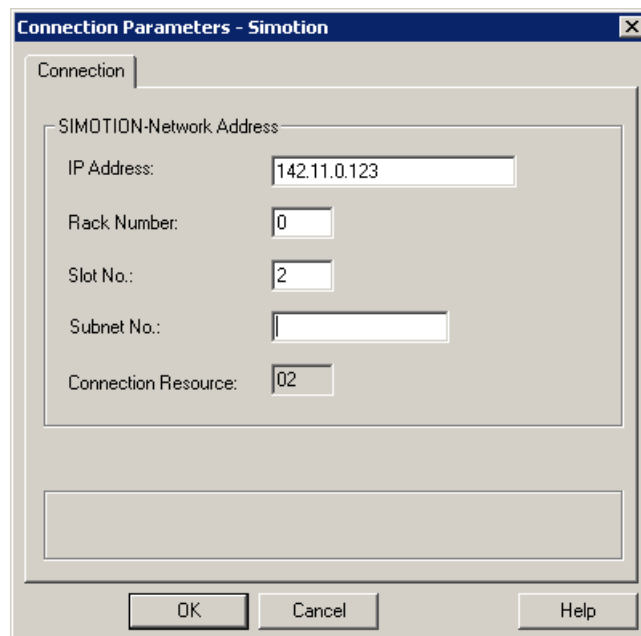 Connection Parameters - Simotion
Connection
SIMOTION-Network Address
IP Address: 142.11.0.123
Rack Number: 0
Slot No.: 2
Subnet No.:
Connection Resource: 02
OK Cancel Help